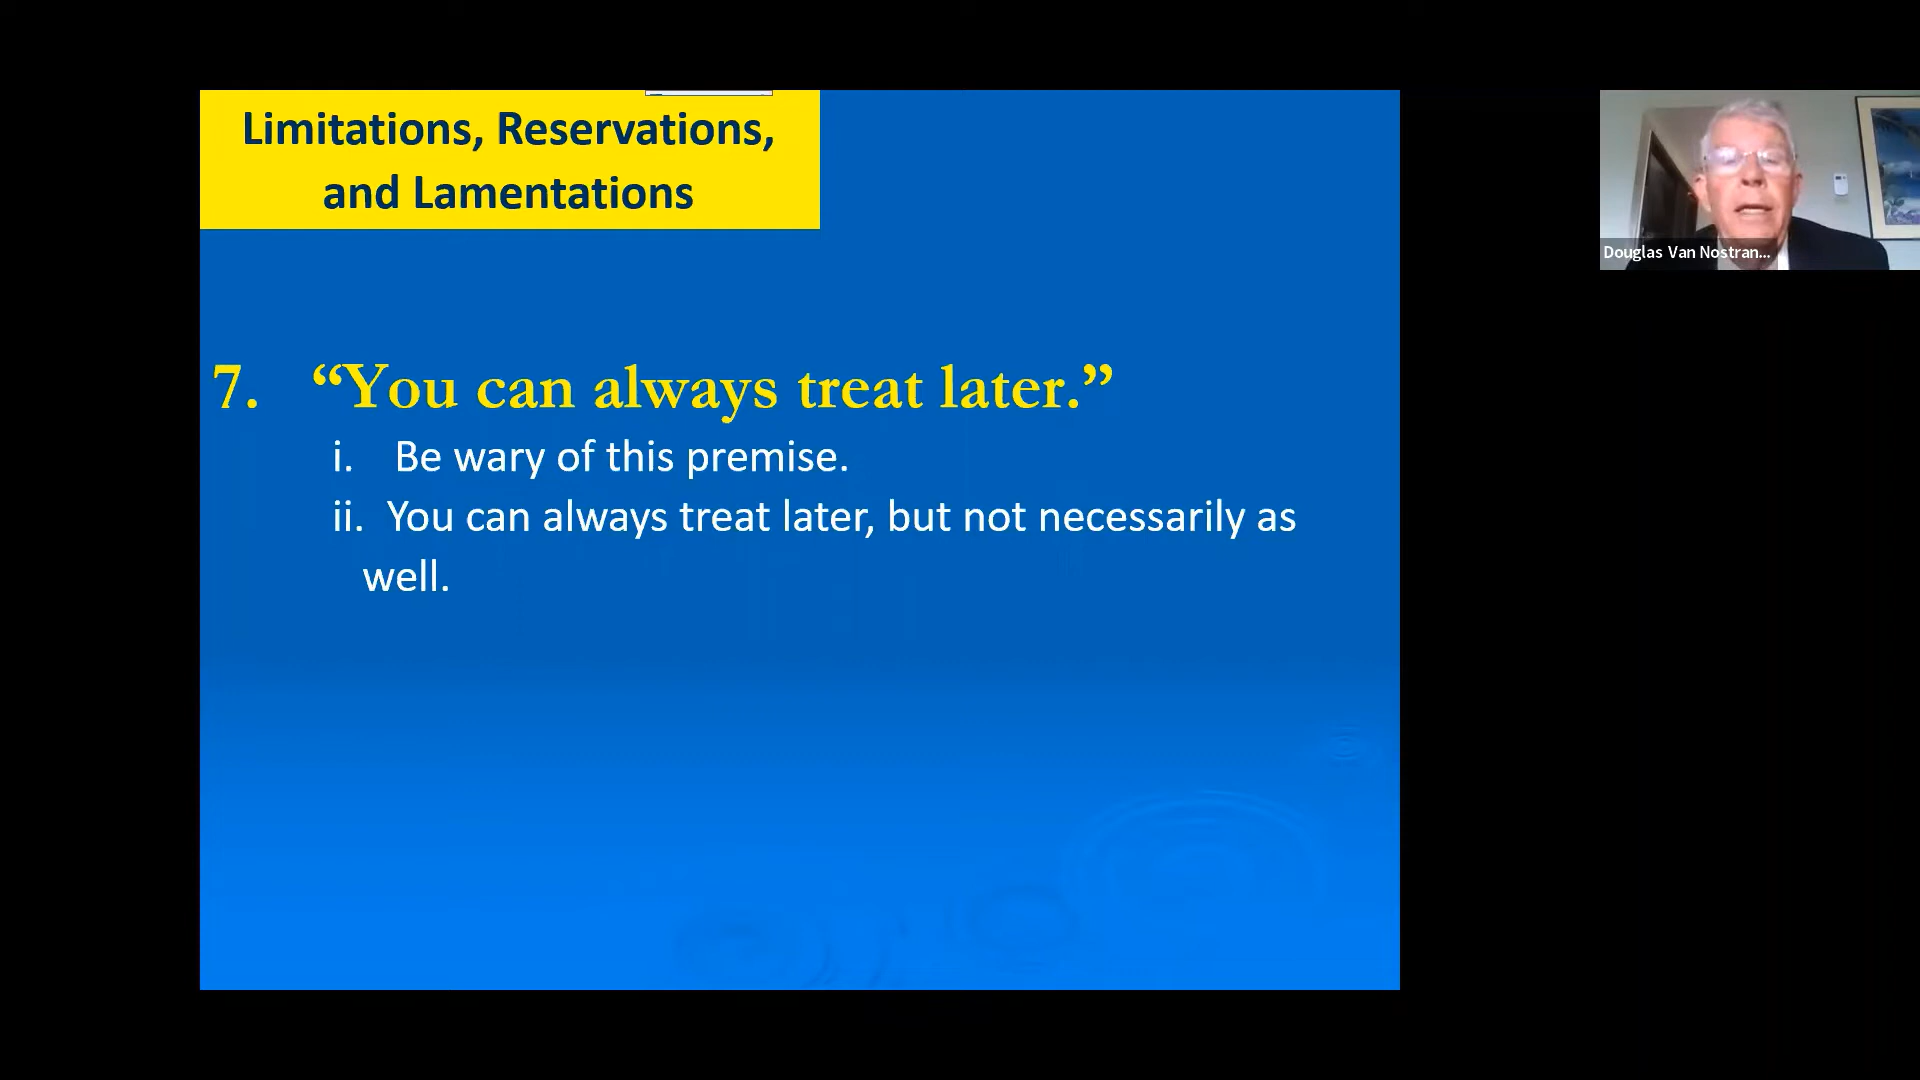 Limitations, Reservations,
and Lamentations
7. “You can always treat later.”
i. Be wary of this premise.
ii. You can always treat later, but not necessarily as
well.
Douglas Van Nostran...